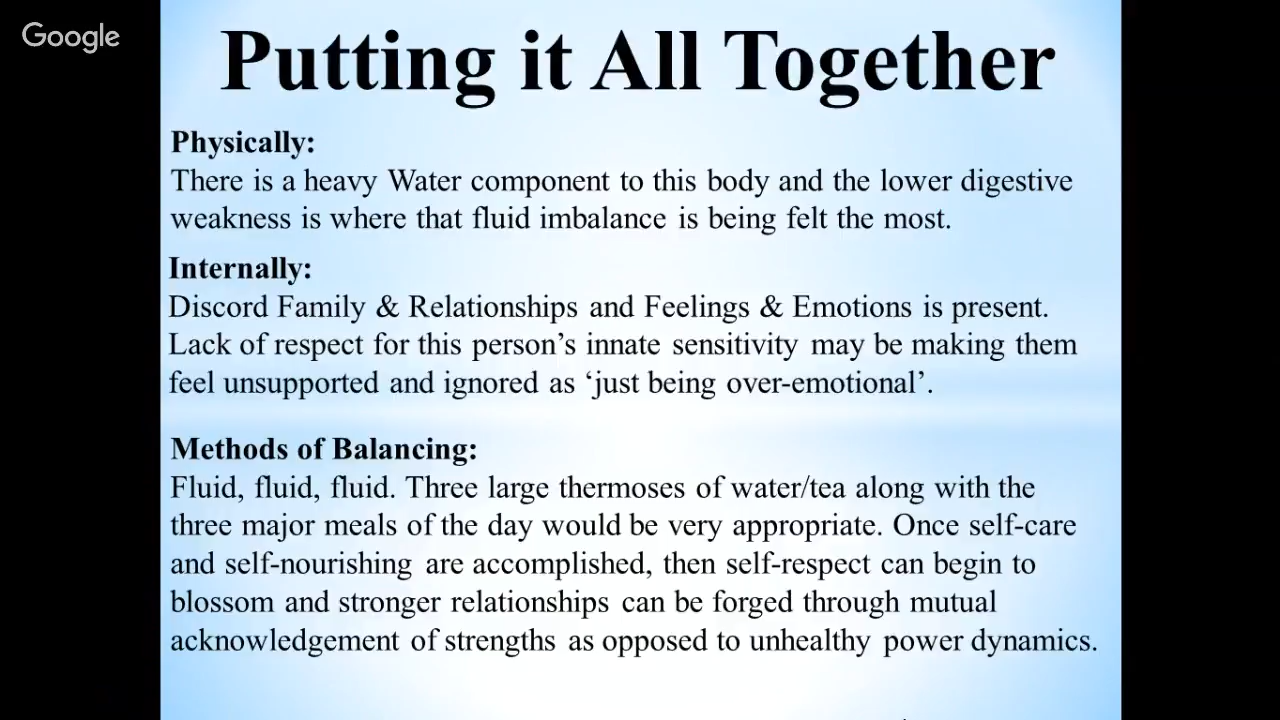 Google
Putting it All Together
Physically:
There is a heavy Water component to this body and the lower digestive
weakness is where that fluid imbalance is being felt the most.
Internally:
Discord Family & Relationships and Feelings & Emotions is present.
Lack of respect for this person’s innate sensitivity may be making them
feel unsupported and ignored as ‘just being over-emotional’.
Methods of Balancing:
Fluid, fluid, fluid. Three large thermoses of water/tea along with the
three major meals of the day would be very appropriate. Once self-care
and self-nourishing are accomplished, then self-respect can begin to
blossom and stronger relationships can be forged through mutual
acknowledgement of strengths as opposed to unhealthy power dynamics.